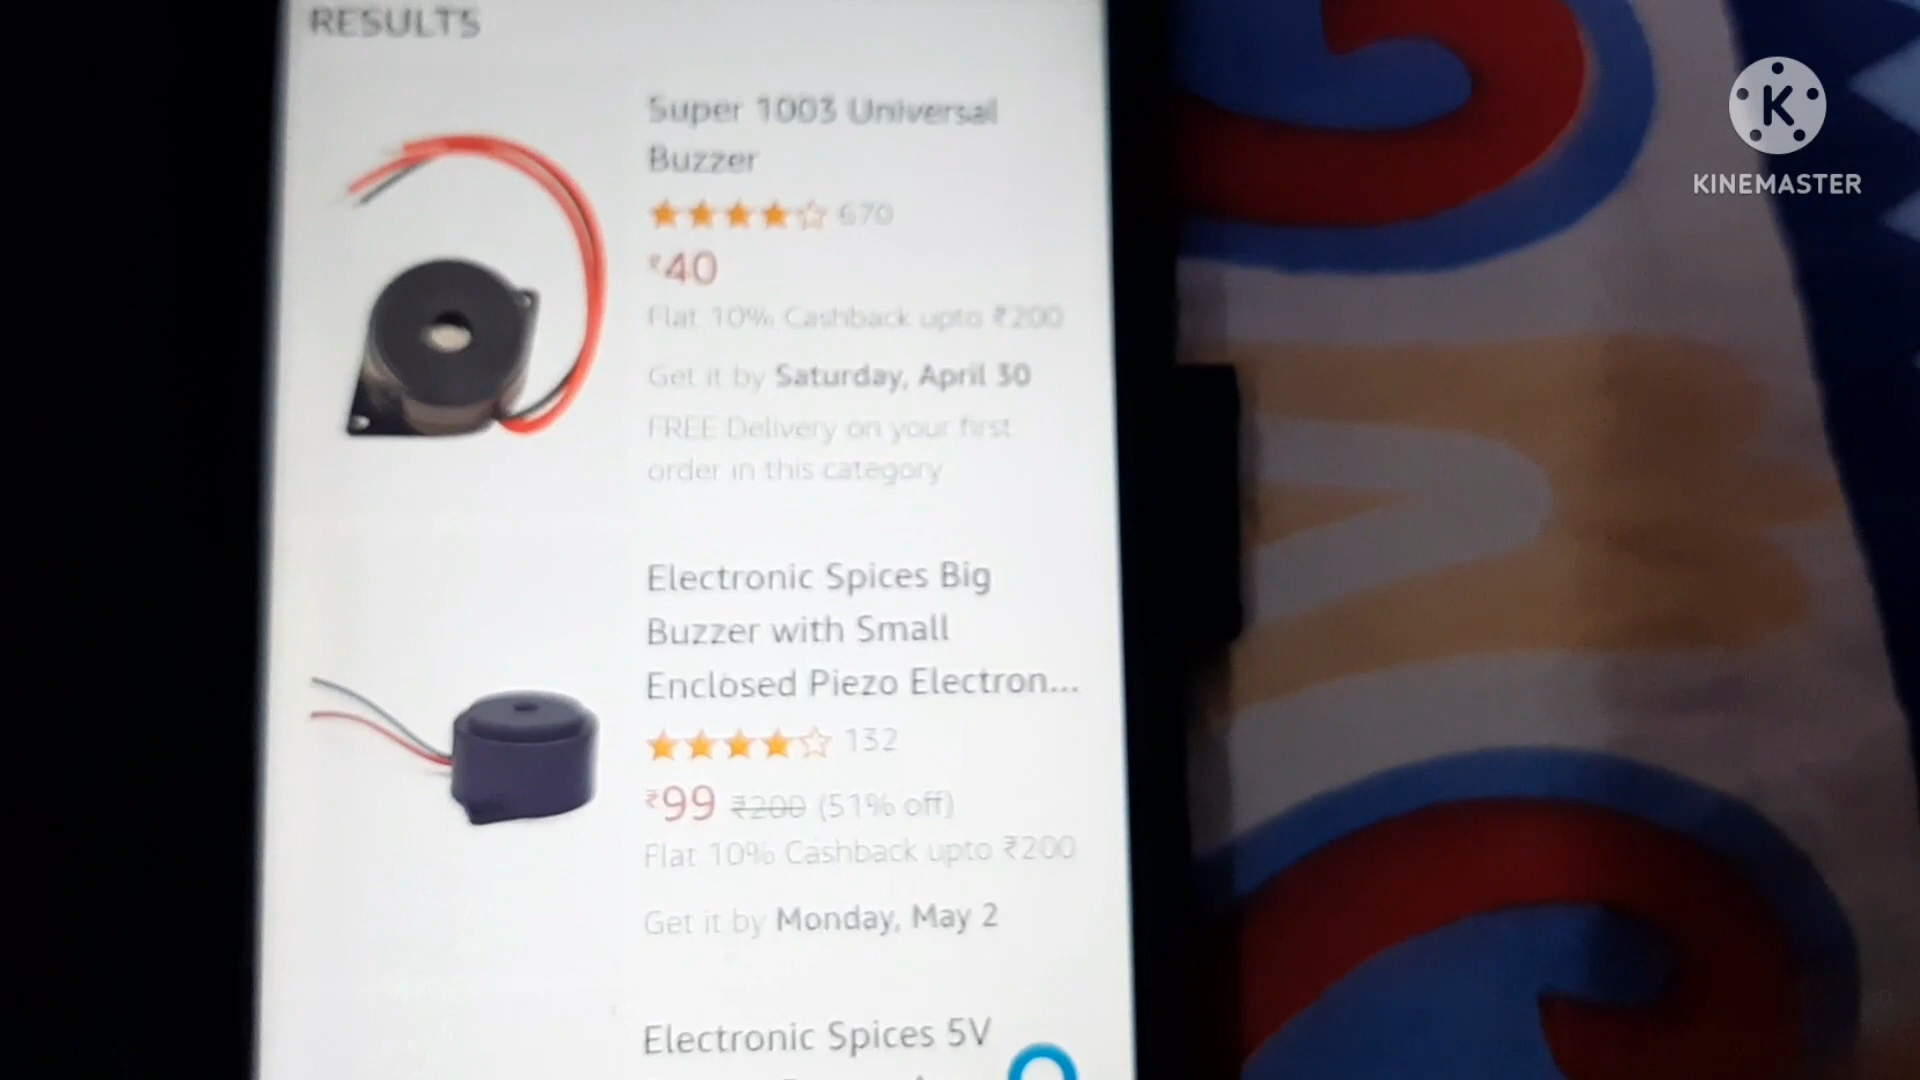 RESULTS
Super 1003 Universal
Buzzer
670
₹40
Flat 10% Cashback upto ₹200
Get it by Saturday, April 30
FREE Delivery on your first
order in this category
Electronic Spices Big
Buzzer with Small
Enclosed Piezo Electron...
132
₹99 ₹200 (51% off)
Flat 10% Cashback upto ₹200
Get it by Monday, May 2
Electronic Spices 5V
K
KINEMASTER